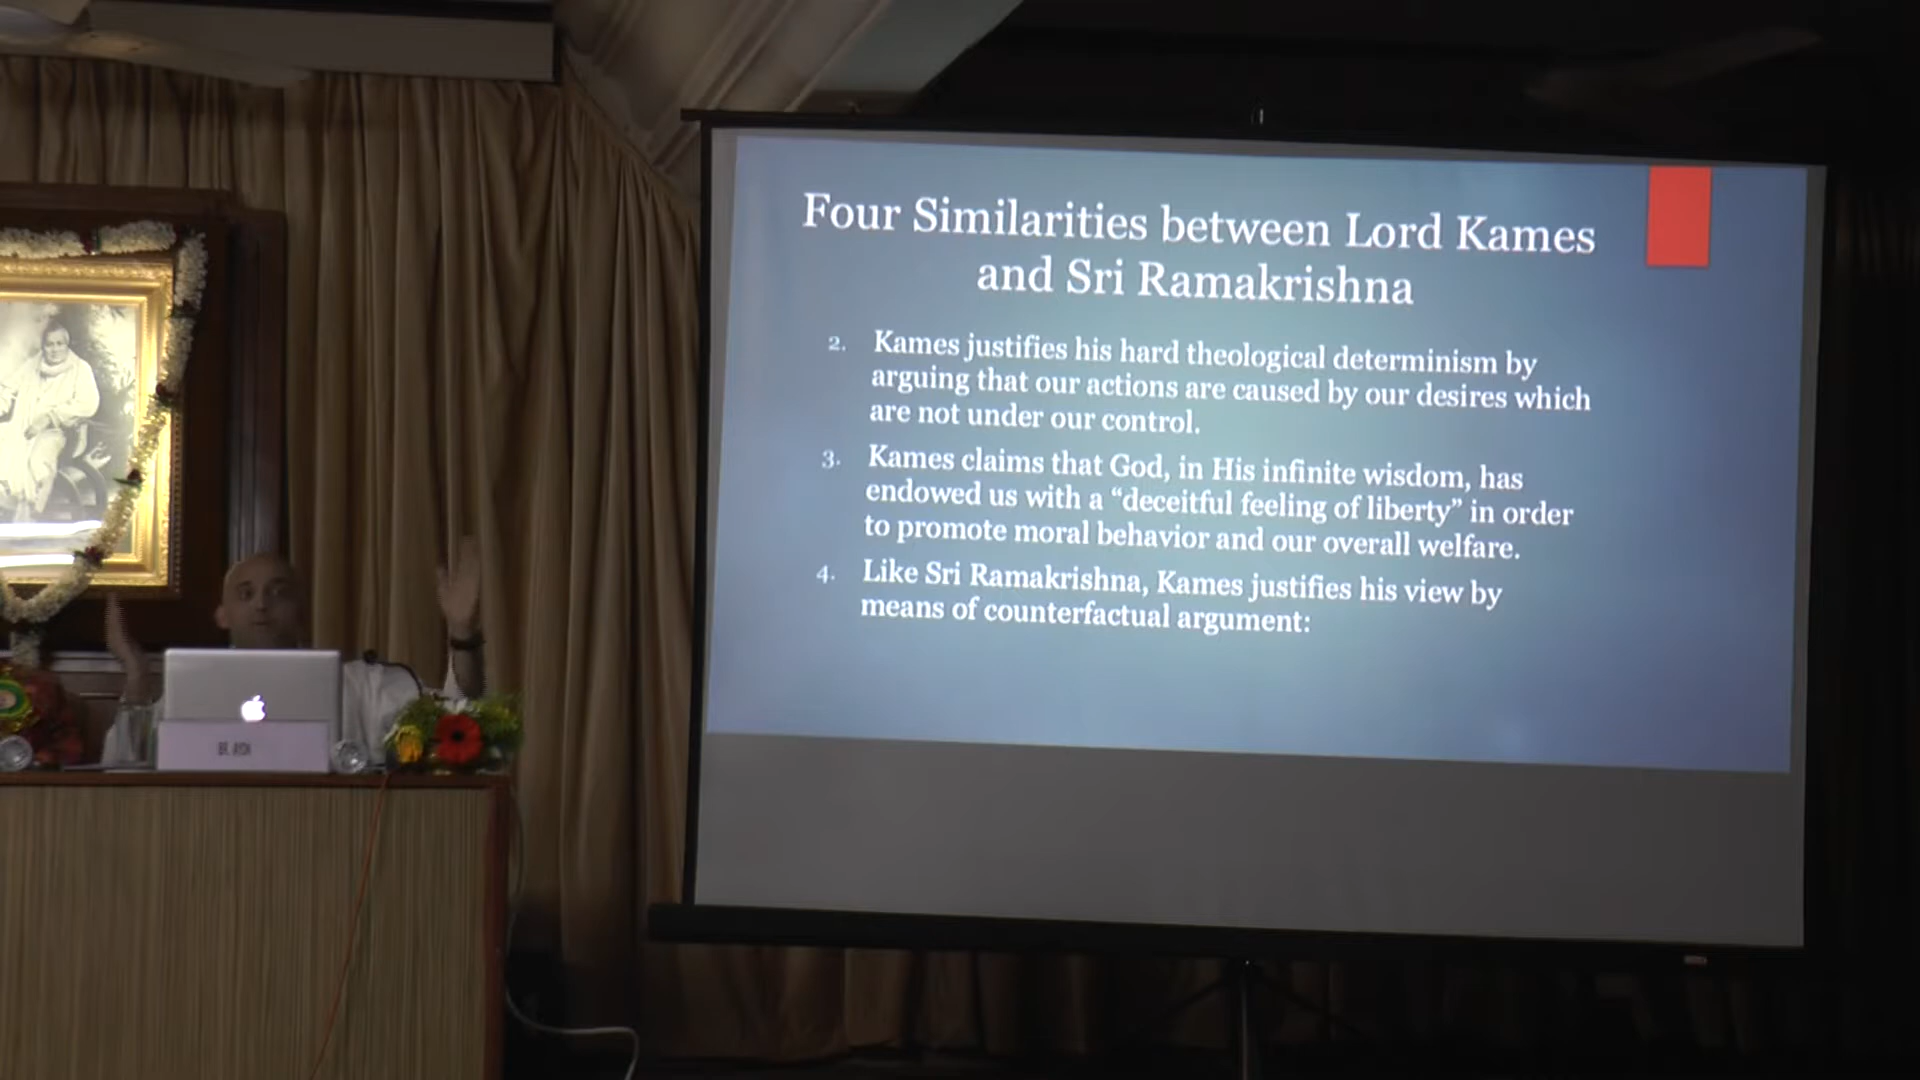 Four Similarities between Lord Kames
and Sri Ramakrishna
2. Kames justifies his hard theological determinism by
arguing that our actions are caused by our desires which
are not under our control.
3. Kames claims that God, in His infinite wisdom, has
endowed us with a “deceitful feeling of liberty” in order
to promote moral behavior and our overall welfare.
4. Like Sri Ramakrishna, Kames justifies his view by
means of counterfactual argument: